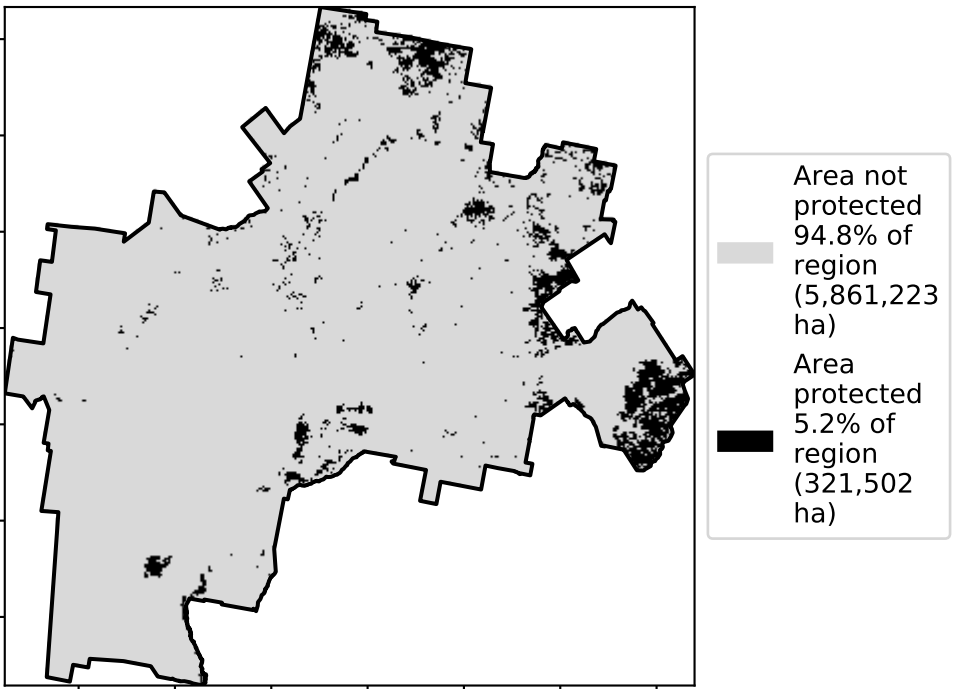 Area not
protected
94.8% of
region
(5,861,223
ha)
Area
protected
5.2% of
region
(321,502
ha)